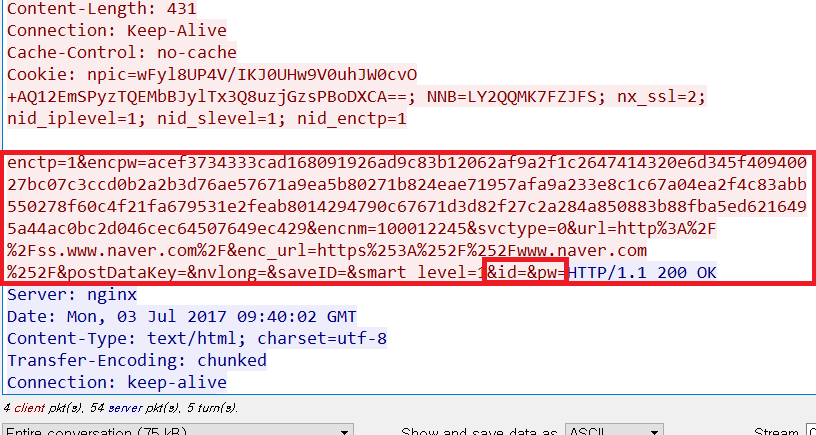 Content-Length: 431
Connection: Keep-Alive
Cache-Control: no-cache
Cookie: npic=wFyl8UP4V/IKJ0UHw9V0uhJW0cvO
+AQ12EmSPyzTQEMbBJylTx3Q8uzjGzsPBoDXCA==; NNB=LY2QQMK7FZJFS; nx_ssl=2;
nid_iplevel=1; nid_slevel=1; nid_enctp=1
enctp=1&encpw=acef3734333cad168091926ad9c83b12062af9a2f1c2647414320e6d345f409400
27bc07c3ccd0b2a2b3d76ae57671a9ea5b80271b824eae71957afa9a233e8c1c67a04ea2f4c83abb
550278f60c4f21fa679531e2feab8014294790c67671d3d82f27c2a284a850883b88fba5ed621649
5a44ac0bc2d046cec64507649ec429&encnm=100012245&svctype=0&url=http%3A%2F
%2Fss.www.naver.com%2F&enc_url=https%253A%252F%252Fwww.naver.com
%252F&postDataKey=&nvlong=&saveID=&smart_level=1&id=&pw=HTTP/1.1 200 OK
Server: nginx
Date: Mon, 03 Jul 2017 09:40:02 GMT
Content-Type: text/html; charset=utf-8
Transfer-Encoding: chunked
Connection: keep-alive
4 client pkt(s), 54 server pkt(s), 5 turn(s).
Entire conversation (75 kB) Show and save data as ASCII Stream